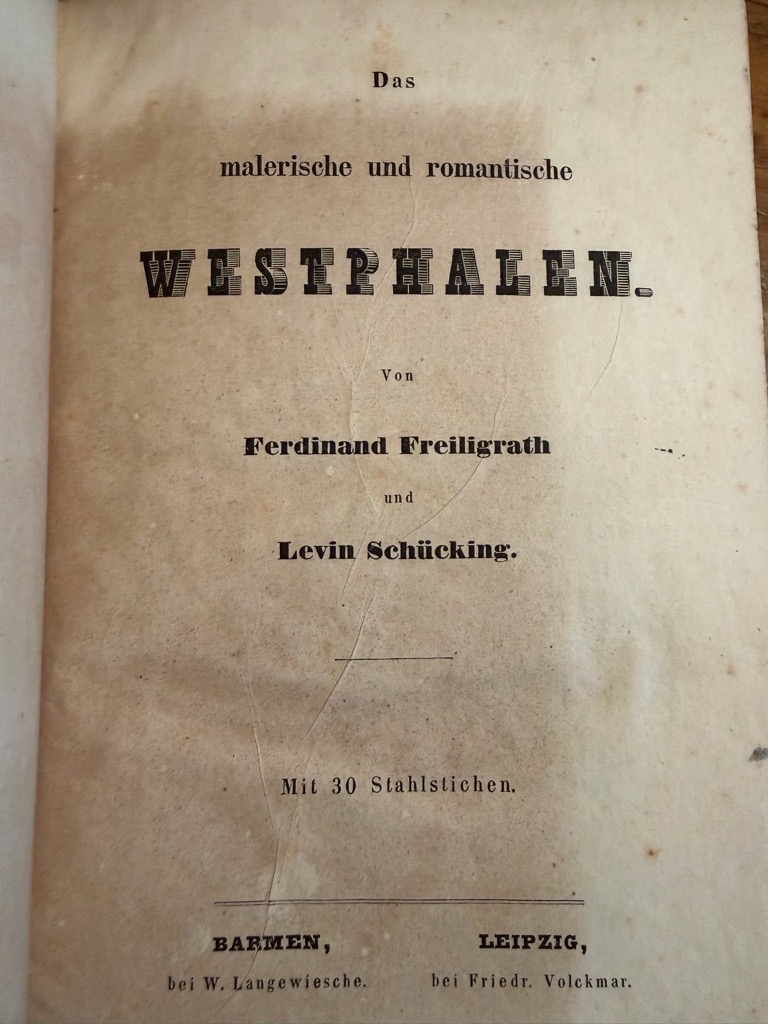 Das
malerische und romantische
WESTPHALEN.
Von
Ferdinand Freiligrath
und
Levin Schücking.
Mit 30 Stahlstichen.
BARMEN,
bei W. Langewiesche.
LEIPZIG,
bei Friedr. Volckmar.